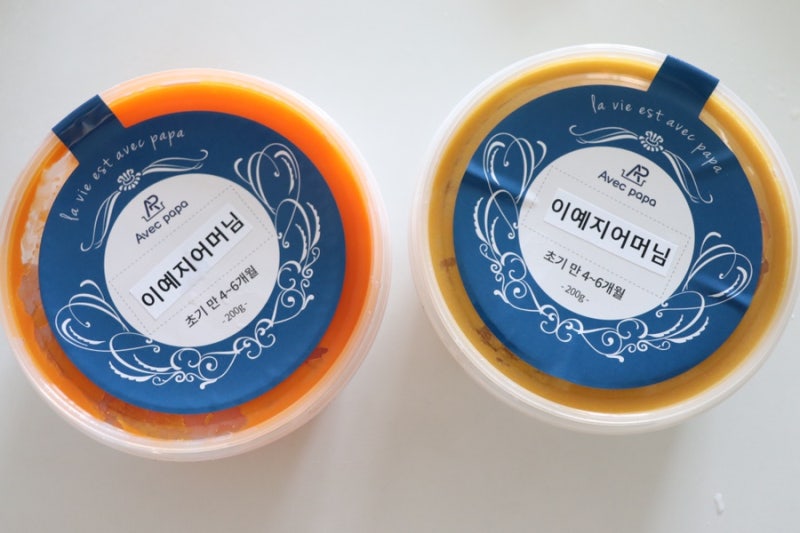 la vie est avec papa
AP
Avec papa
이예지어머님
초기 만 4~6개월
- 200g -
la vie est avec papa
AP
Avec papa
이예지어머님
초기 만 4~6개월
- 200g -